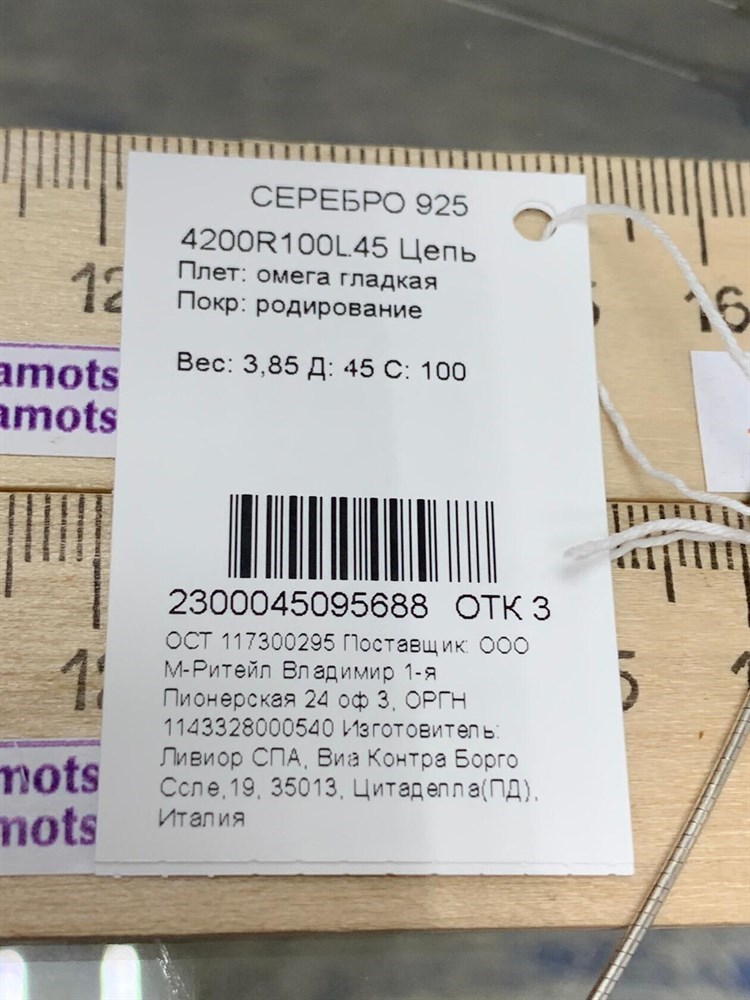 СЕРЕБРО 925
4200R100L45 Цепь
Плет: омега гладкая
Покр: родирование
Вес: 3,85 Д: 45 С: 100
2300045095688 ОТК 3
ОСТ 117300295 Поставщик: ООО
М-Ритейл Владимир 1-я
Пионерская 24 оф 3, ОРГН
1143328000540 Изготовитель:
Ливиор СПА, Виа Контра Борго
Ссле,19, 35013, Цитаделла(ПД),
Италия
12
16
amots
amots
mots
mots